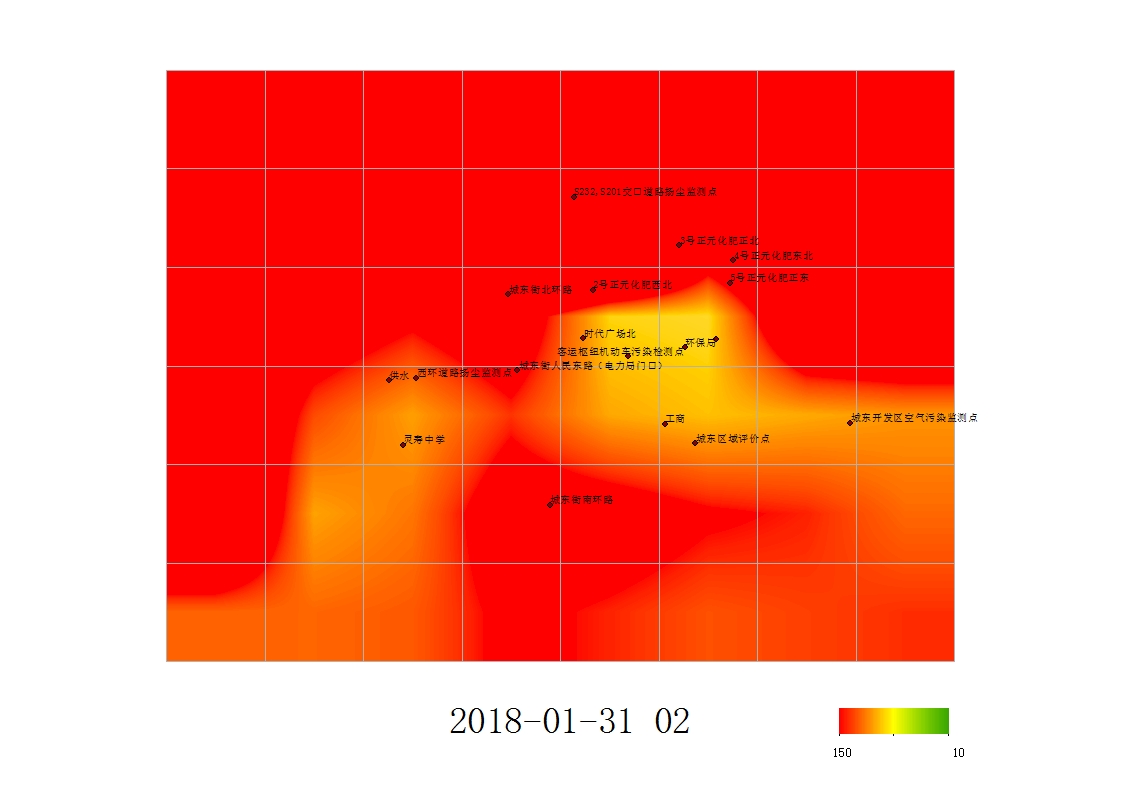 S232,S201交口道路扬尘监测点
3号正元化肥正北
4号正元化肥东北
5号正元化肥正东
2号正元化肥西北
城东街北环路
时代广场北
环保局
客运枢纽机动车污染检测点
城东街人民东路（电力局门口）
西环道路扬尘监测点
供水
城东开发区空气污染监测点
工商
城东区域评价点
灵寿中学
城东街南环路
2018-01-31 02
150
10